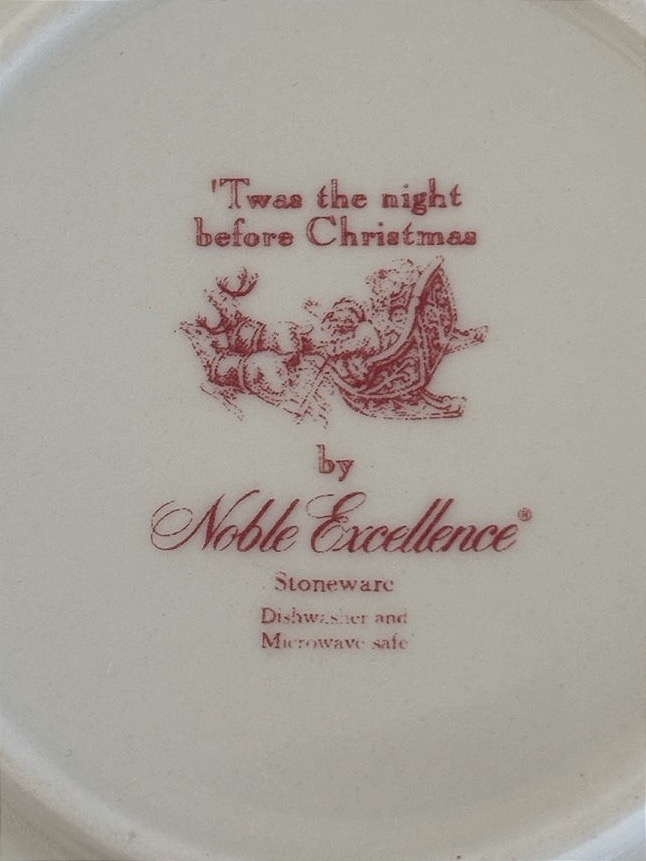 'Twas the night
before Christmas
by
Noble Excellence®
Stoneware
Dishwasher and
Microwave safe